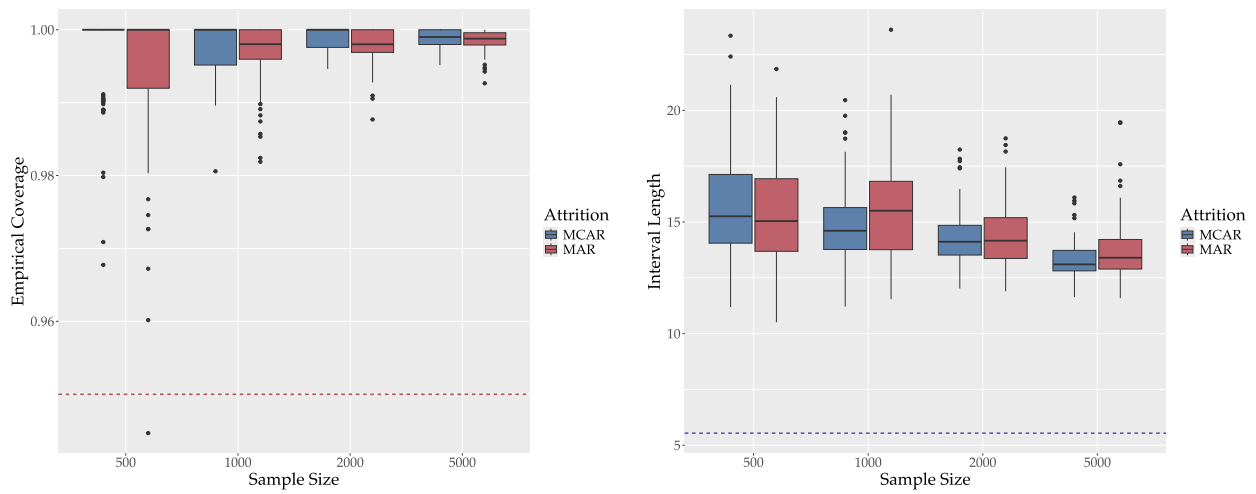 1.00
0.98
0.96
Empirical Coverage
500
1000
2000
5000
Sample Size
Attrition
MCAR
MAR
20
15
10
5
Interval Length
500
1000
2000
5000
Sample Size
Attrition
MCAR
MAR